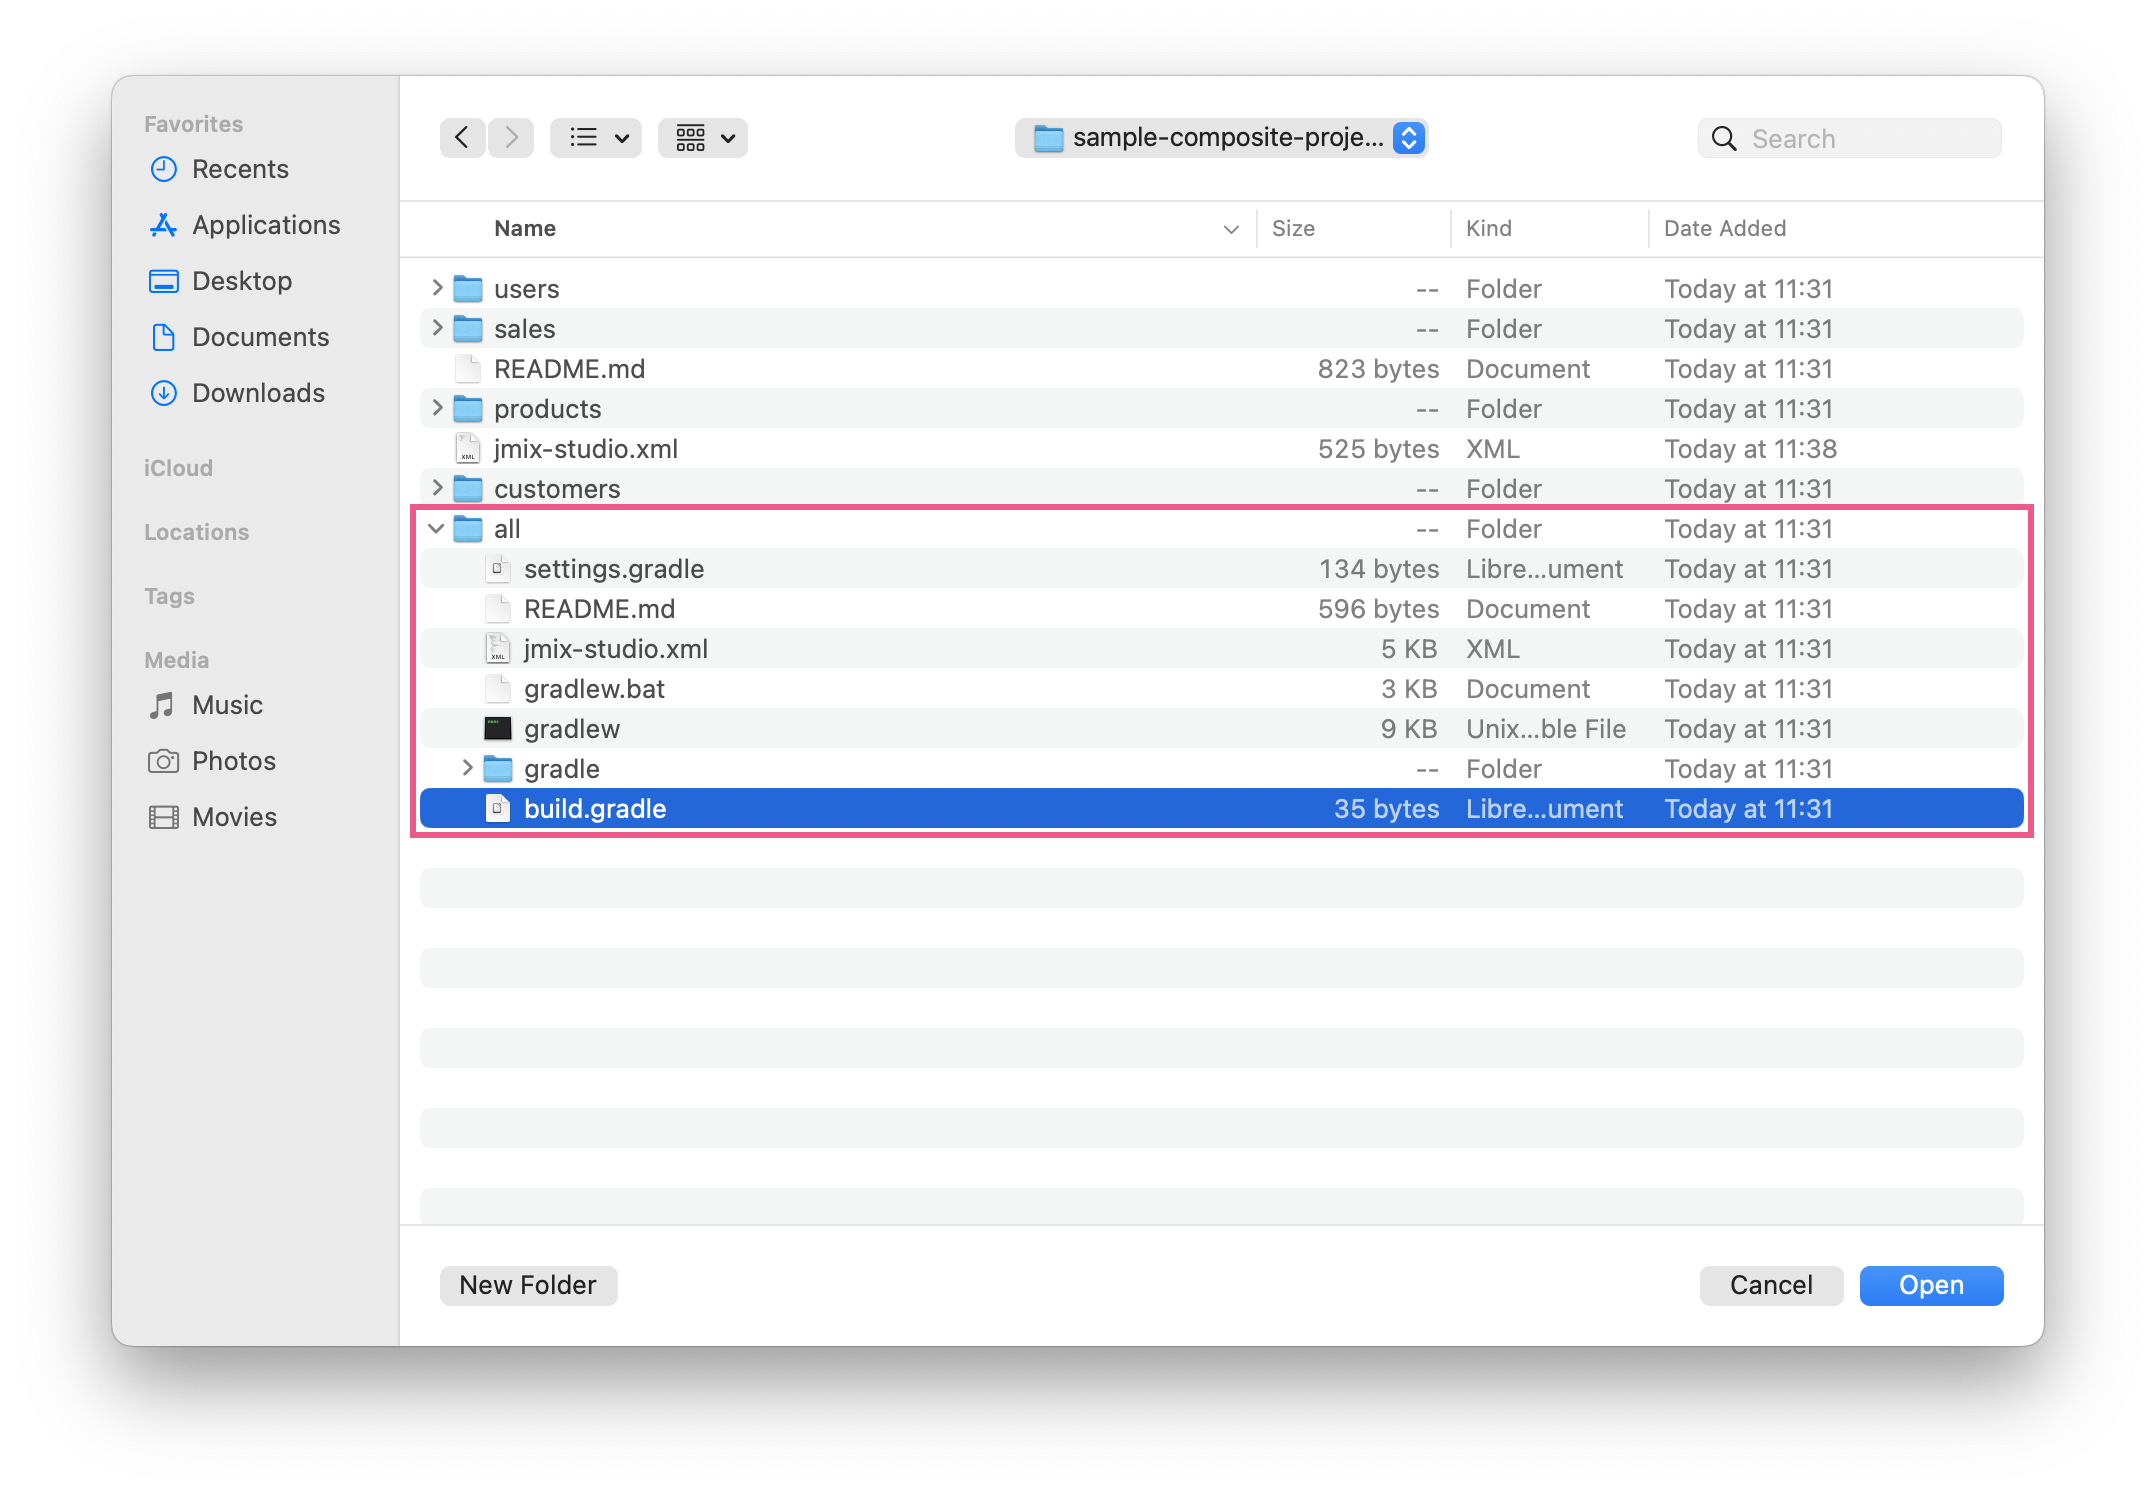 Favorites
Recents
Applications
Desktop
Documents
Downloads
iCloud
Locations
Tags
Media
Music
Photos
Movies
sample-composite-proje...
Search
Name Size Kind Date Added
users -- Folder Today at 11:31
sales -- Folder Today at 11:31
README.md 823 bytes Document Today at 11:31
products -- Folder Today at 11:31
jmix-studio.xml 525 bytes XML Today at 11:38
customers -- Folder Today at 11:31
all -- Folder Today at 11:31
settings.gradle 134 bytes Libre...ument Today at 11:31
README.md 596 bytes Document Today at 11:31
jmix-studio.xml 5 KB XML Today at 11:31
gradlew.bat 3 KB Document Today at 11:31
gradlew 9 KB Unix...ble File Today at 11:31
gradle -- Folder Today at 11:31
build.gradle 35 bytes Libre...ument Today at 11:31
New Folder Cancel Open